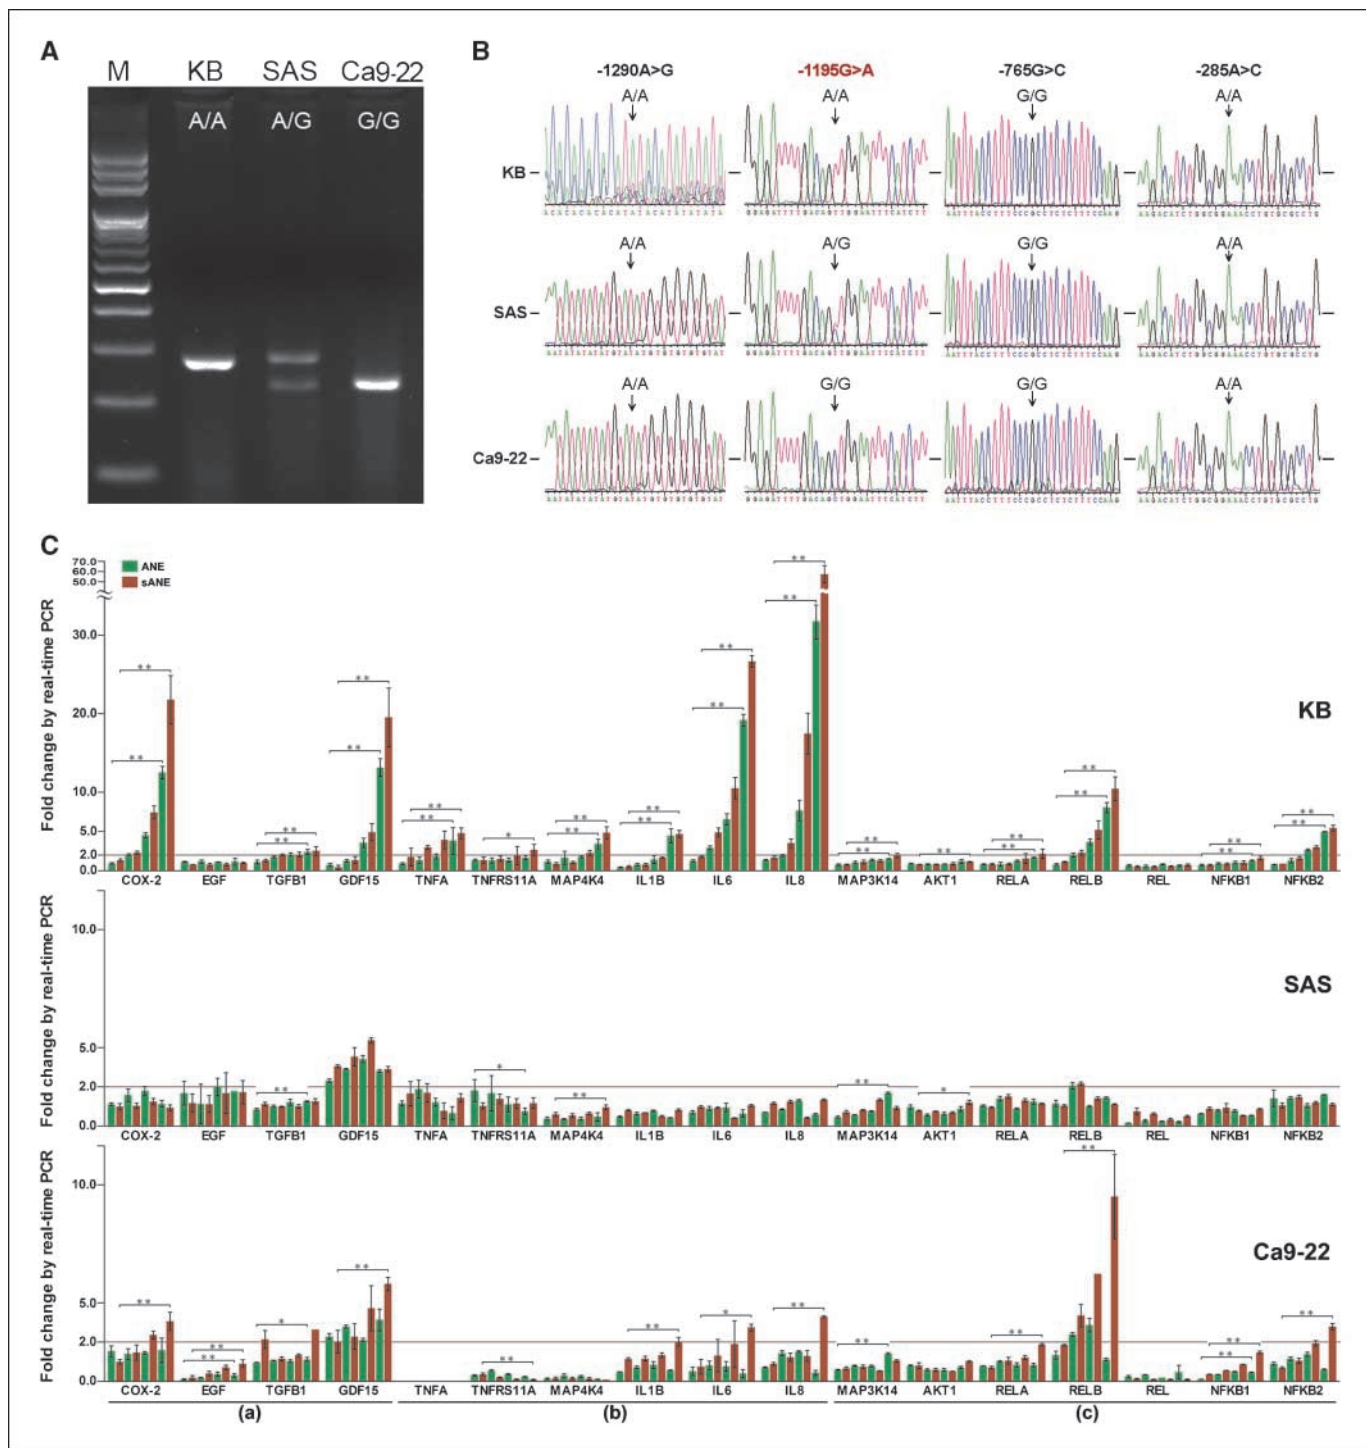 A
M KB SAS Ca9-22
A/A A/G G/G
B
-1290A>G -1195G>A -765G>C -285A>C
A/A A/A G/G A/A
KB
A/A A/G G/G A/A
SAS
A/A G/G G/G A/A
Ca9-22
C
ANE
sANE
Fold change by real-time PCR
70.0
60.0
50.0
30.0
20.0
10.0
5.0
2.0
0.0
** ** ** ** ** ** ** ** * ** ** ** ** ** ** ** ** ** ** ** ** ** ** ** ** ** ** ** **
KB
COX-2 EGF TGFB1 GDF15 TNFA TNFRS11A MAP4K4 IL1B IL6 IL8 MAP3K14 AKT1 RELA RELB REL NFKB1 NFKB2
Fold change by real-time PCR
10.0
5.0
2.0
0.0
** * ** ** *
SAS
COX-2 EGF TGFB1 GDF15 TNFA TNFRS11A MAP4K4 IL1B IL6 IL8 MAP3K14 AKT1 RELA RELB REL NFKB1 NFKB2
Fold change by real-time PCR
10.0
5.0
2.0
0.0
** ** ** * ** ** ** * ** ** ** ** ** ** **
Ca9-22
COX-2 EGF TGFB1 GDF15 TNFA TNFRS11A MAP4K4 IL1B IL6 IL8 MAP3K14 AKT1 RELA RELB REL NFKB1 NFKB2
(a) (b) (c)